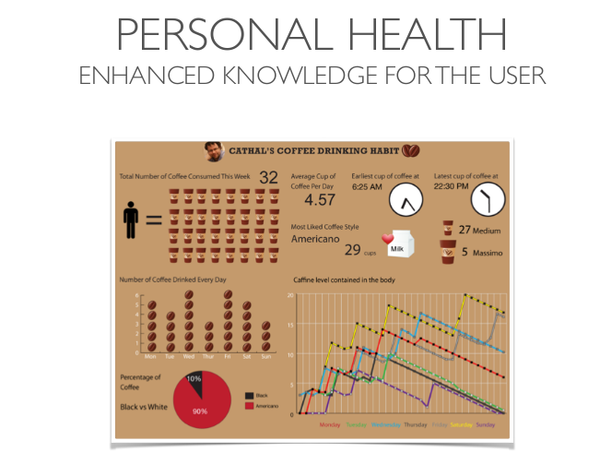 PERSONAL HEALTH
ENHANCED KNOWLEDGE FOR THE USER
CATHAL'S COFFEE DRINKING HABIT
Total Number of Coffee Consumed This Week 32
Average Cup of
Coffee Per Day
4.57
Earliest cup of coffee at
6:25 AM
Latest cup of coffee at
22:30 PM
Most Liked Coffee Style
Americano
29 cups
Milk
27 Medium
5 Massimo
Number of Coffee Drinked Every Day
6
5
4
3
2
1
0
Mon Tue Wed Thur Fri Sat Sun
Caffine level contained in the body
20
15
10
5
0
Monday Tuesday Wednesday Thursday Friday Saturday Sunday
Percentage of
Coffee
Black vs White
10%
90%
Black
Americano